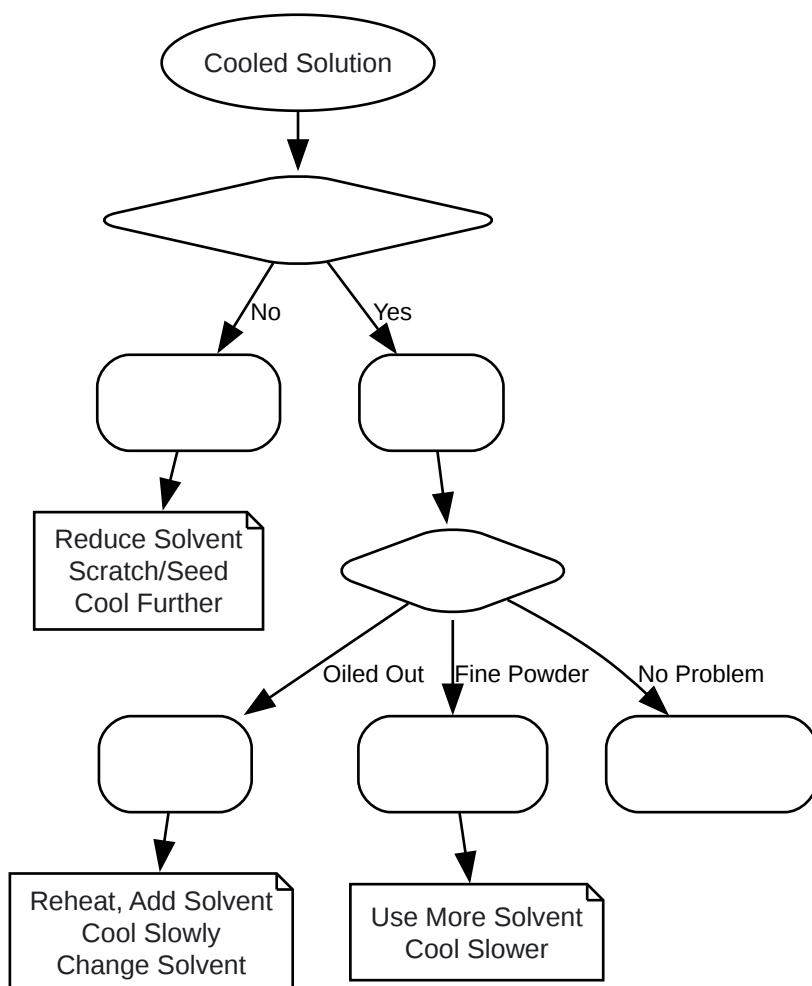 Cooled Solution
No
Yes
Reduce Solvent
Scratch/Seed
Cool Further
Oiled Out
Fine Powder
No Problem
Reheat, Add Solvent
Cool Slowly
Change Solvent
Use More Solvent
Cool Slower